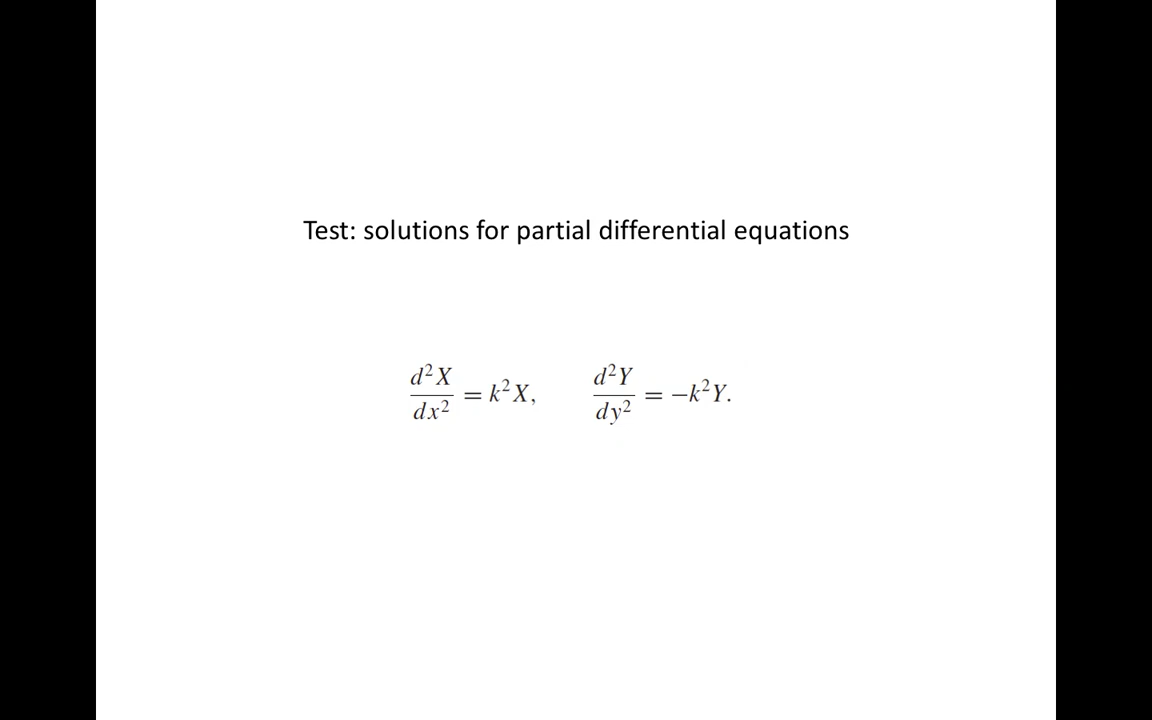 Test: solutions for partial differential equations
d²X/dx² = k²X, d²Y/dy² = −k²Y.